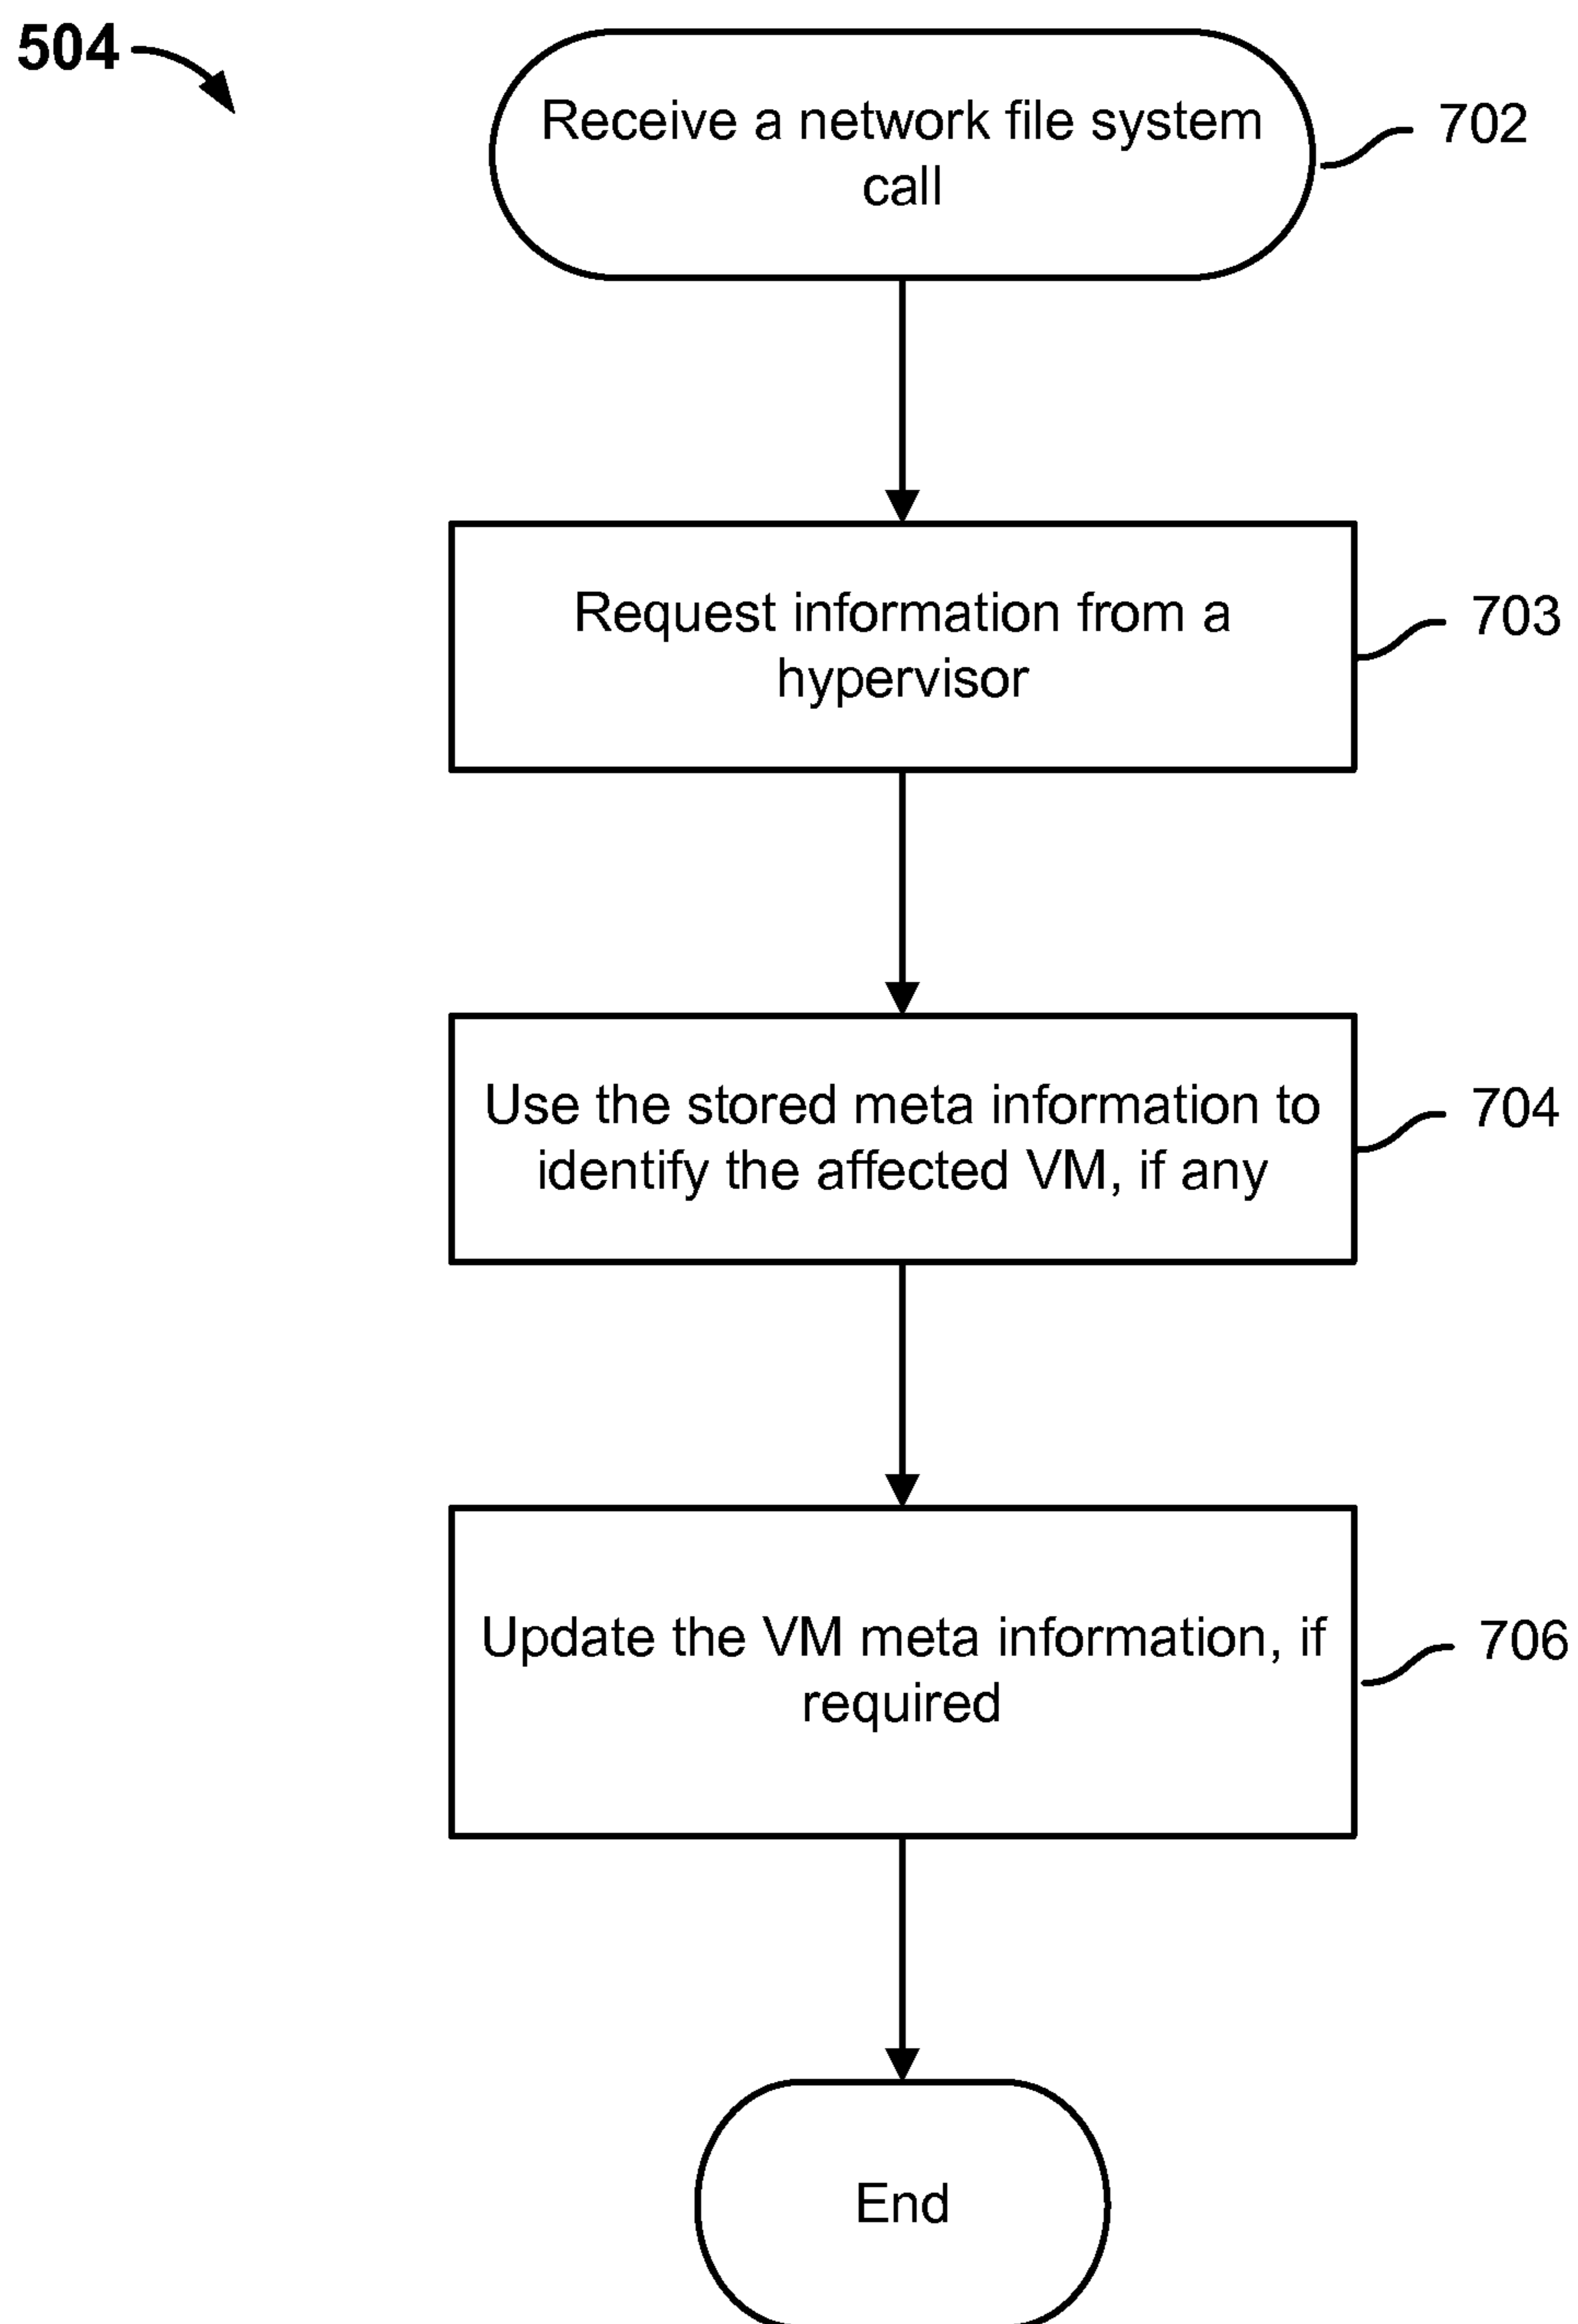 504
Receive a network file system
call
702
Request information from a
hypervisor
703
Use the stored meta information to
identify the affected VM, if any
704
Update the VM meta information, if
required
706
End